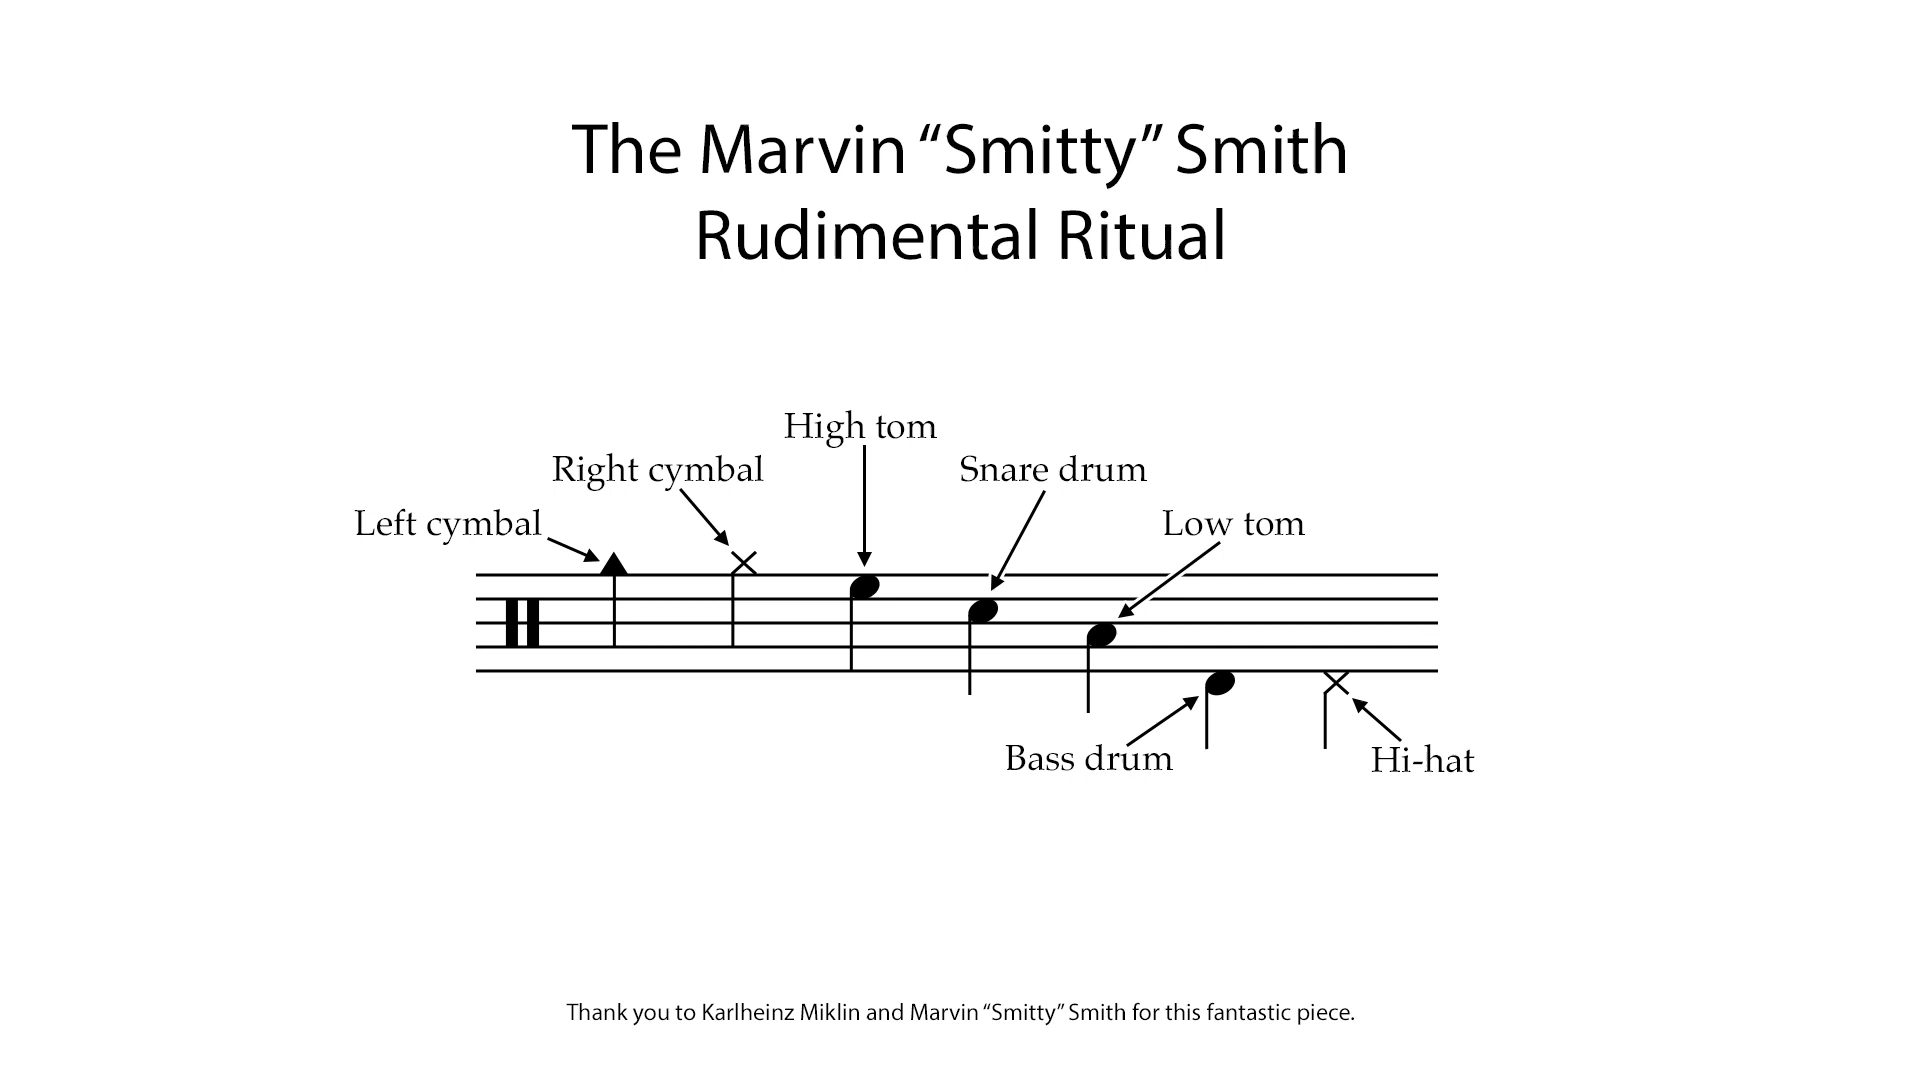 The Marvin “Smitty” Smith
Rudimental Ritual
High tom
Right cymbal
Snare drum
Left cymbal
Low tom
Bass drum
Hi-hat
Thank you to Karlheinz Miklin and Marvin “Smitty” Smith for this fantastic piece.